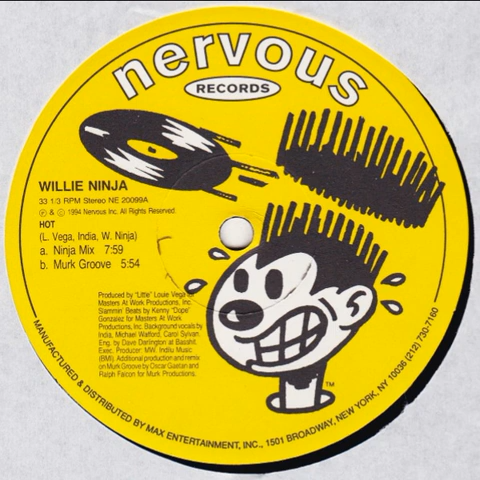 nervous
RECORDS
WILLIE NINJA
33 1/3 RPM Stereo NE 20099A
℗ & © 1994 Nervous Inc. All Rights Reserved.
HOT
(L. Vega, India, W. Ninja)
a. Ninja Mix 7:59
b. Murk Groove 5:54
Produced by "Little" Louie Vega for
Masters At Work Productions, Inc.
Slammin' Beats by Kenny "Dope"
Gonzalez for Masters At Work
Productions, Inc. Background vocals by
India, Michael Watford, Carol Sylvan.
Eng. by Dave Darlington at Basshit.
Exec. Producer: MW. Indilu Music
(BMI). Additional production and remix
on Murk Groove by Oscar Gaetan and
Ralph Falcon for Murk Productions.
TM
MANUFACTURED & DISTRIBUTED BY MAX ENTERTAINMENT, INC., 1501 BROADWAY, NEW YORK, NY 10036 (212) 730-7160